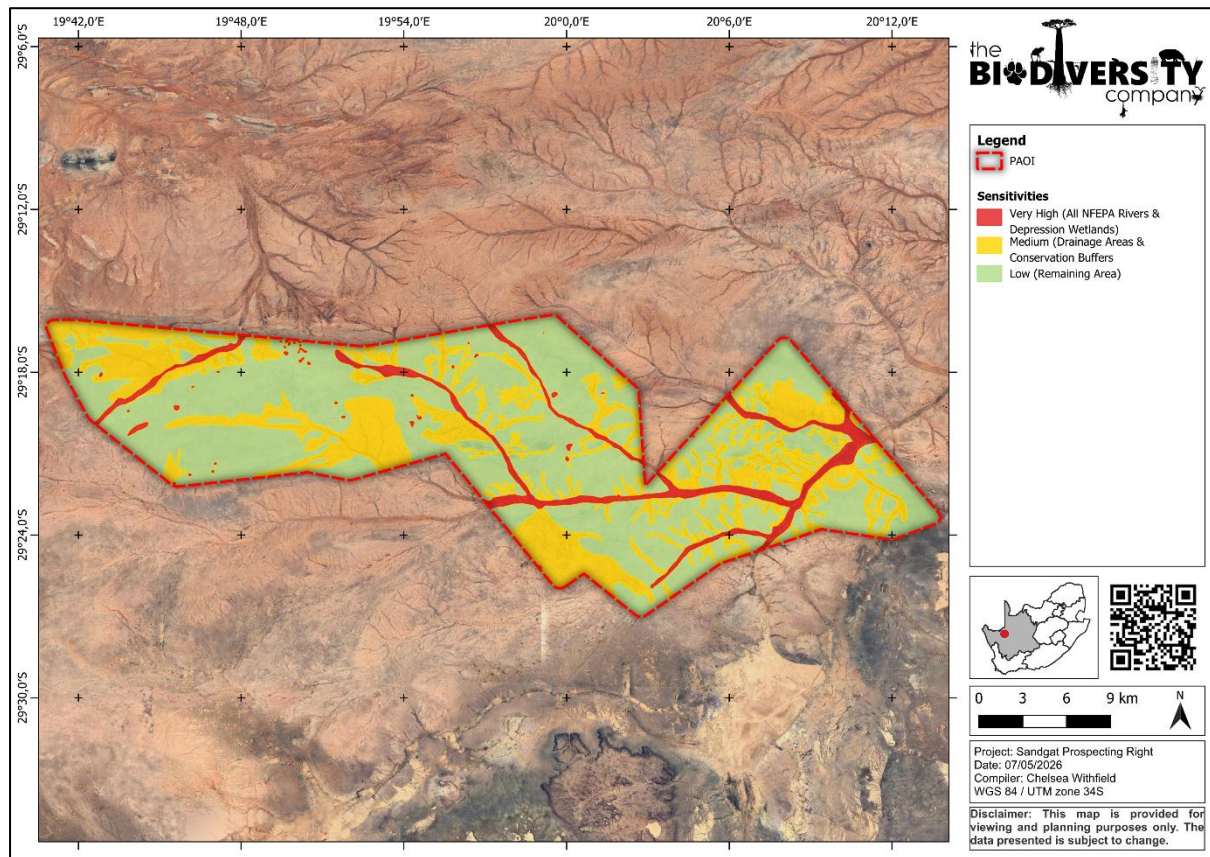 19°42,0'E 19°48,0'E 19°54,0'E 20°0,0'E 20°6,0'E 20°12,0'E
29°6,0'S
29°12,0'S
29°18,0'S
29°24,0'S
29°30,0'S
the
BIODIVERSITY
company
Legend
PAOI
Sensitivities
Very High (All NFEPA Rivers &
Depression Wetlands)
Medium (Drainage Areas &
Conservation Buffers
Low (Remaining Area)
0 3 6 9 km
N
Project: Sandgat Prospecting Right
Date: 07/05/2026
Compiler: Chelsea Withfield
WGS 84 / UTM zone 34S
Disclaimer: This map is provided for
viewing and planning purposes only. The
data presented is subject to change.